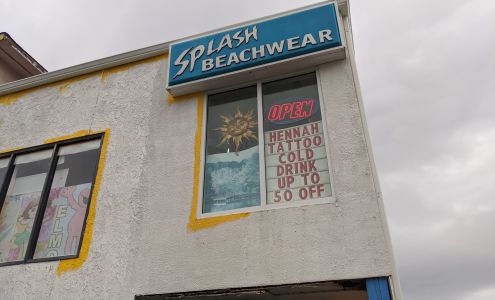 SPLASH
BEACHWEAR
OPEN
HENNAH
TATTOO
COLD
DRINK
UP TO
50 OFF
ELMO